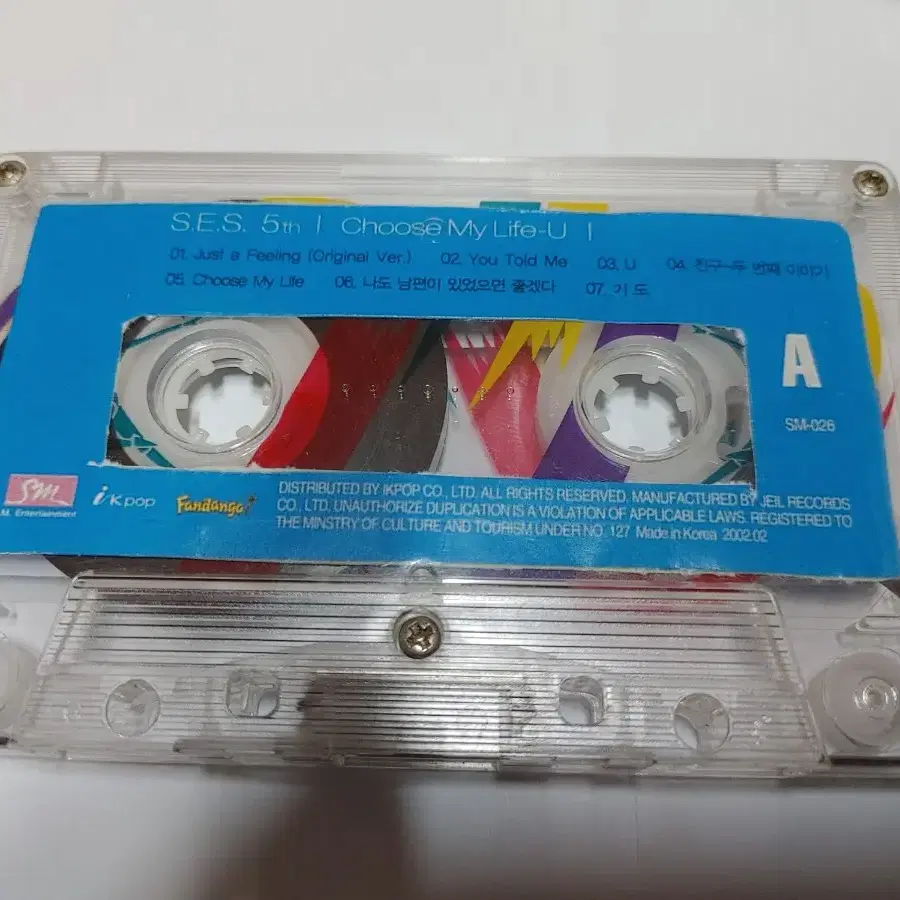 S.E.S. 5th | Choose My Life-U |
01. Just a Feeling (Original Ver.) 02. You Told Me 03. U 04. 친구-두 번째 이야기
05. Choose My Life 06. 나도 남편이 있었으면 좋겠다 07. 기 도
A
SM-026
SM
M. Entertainment
i K pop
Fandango
DISTRIBUTED BY IKPOP CO., LTD. ALL RIGHTS RESERVED. MANUFACTURED BY JEIL RECORDS
CO., LTD. UNAUTHORIZE DUPLICATION IS A VIOLATION OF APPLICABLE LAWS. REGISTERED TO
THE MINSTRY OF CULTURE AND TOURISM UNDER NO. 127 Made in Korea 2002.02